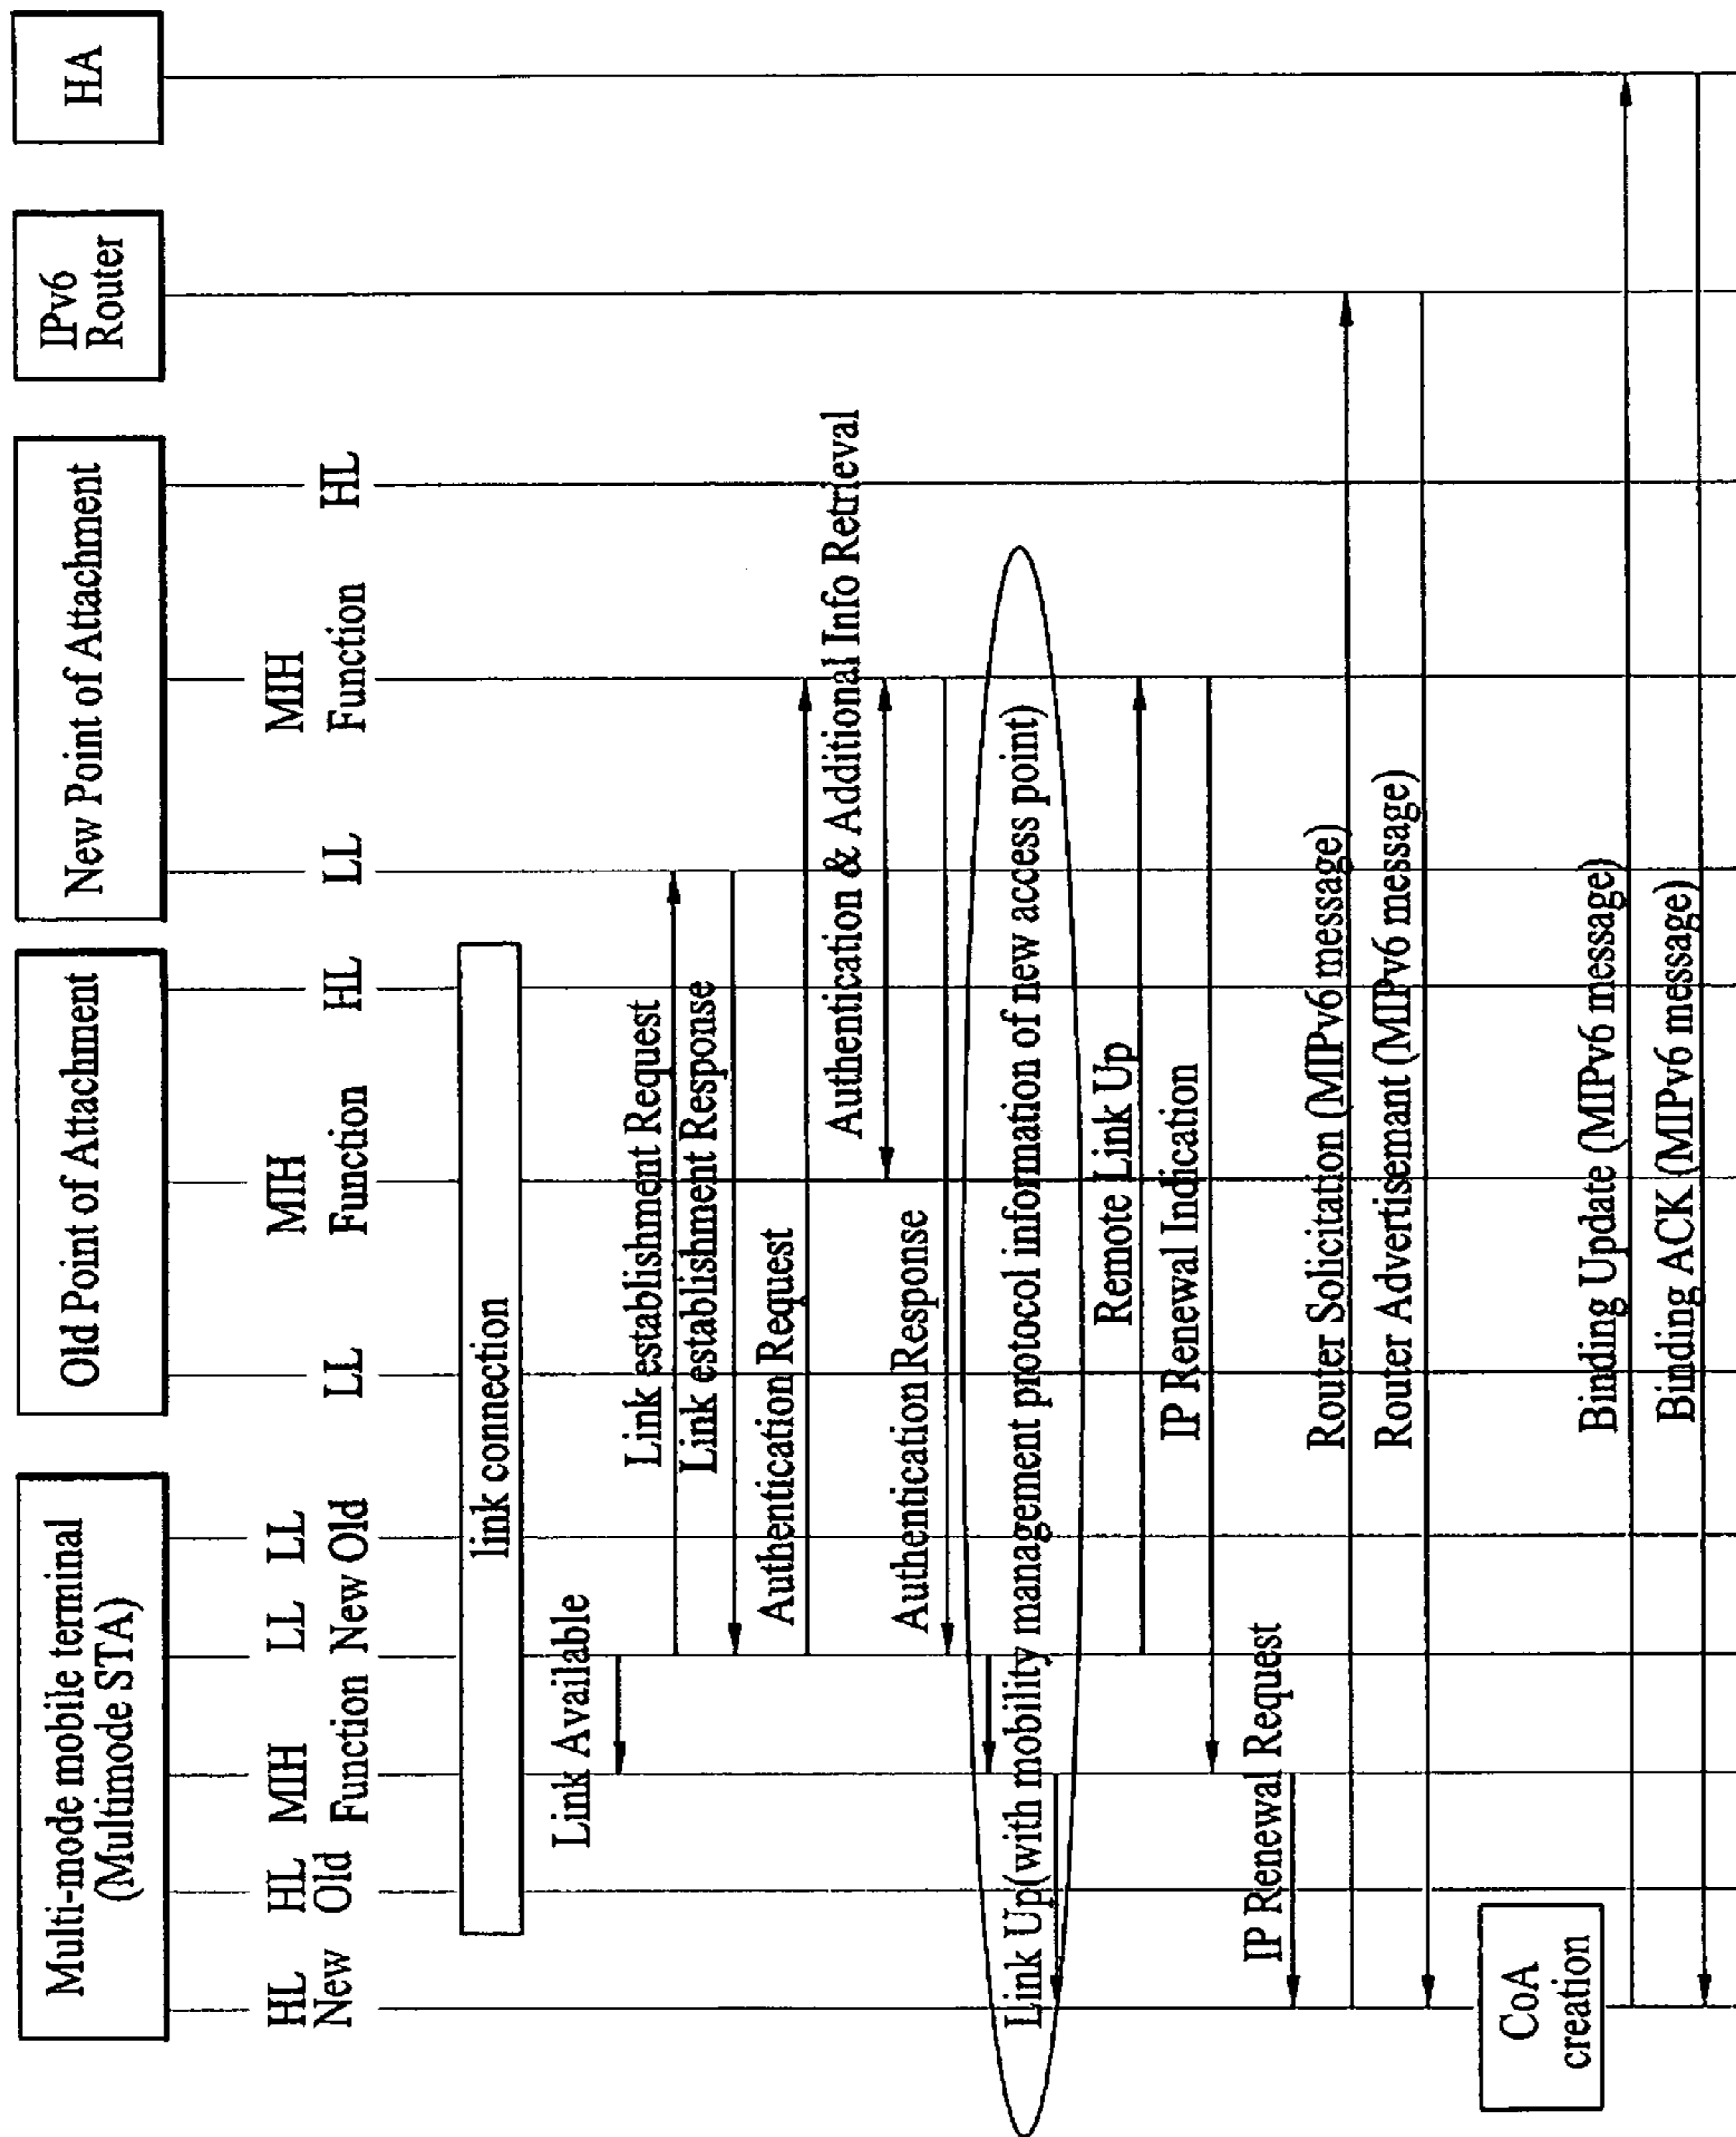 Multi-mode mobile terminal
(Multimode STA)
Old Point of Attachment
New Point of Attachment
IPv6
Router
HA
HL
New
HL
Old
MIH
Function
LL
New
LL
Old
LL
MIH
Function
HL
LL
MIH
Function
HL
link connection
Link Available
Link establishment Request
Link establishment Response
Authentication Request
Authentication & Additional Info Retrieval
Authentication Response
Link Up(with mobility management protocol information of new access point)
Remote Link Up
IP Renewal Indication
IP Renewal Request
Router Solicitation (MIPv6 message)
Router Advertisemant (MIPv6 message)
CoA
creation
Binding Update (MIPv6 message)
Binding ACK (MIPv6 message)